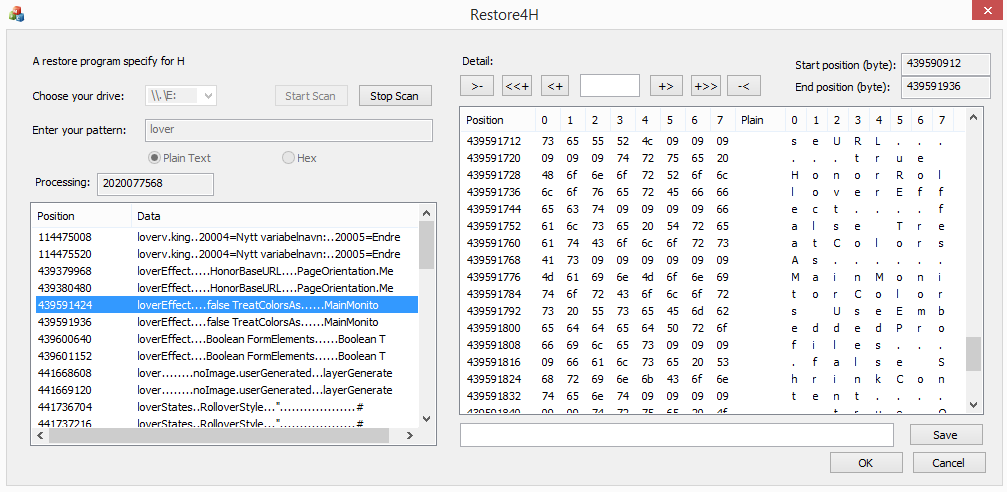 Restore4H
A restore program specify for H
Choose your drive: \\.\E: Start Scan Stop Scan
Enter your pattern: lover
Plain Text Hex
Processing: 2020077568
Position Data
114475008 loverv.king..20004=Nytt variabelnavn:..20005=Endre
114475520 loverv.king..20004=Nytt variabelnavn:..20005=Endre
439379968 loverEffect.....HonorBaseURL....PageOrientation.Me
439380480 loverEffect.....HonorBaseURL....PageOrientation.Me
439591424 loverEffect....false TreatColorsAs......MainMonito
439591936 loverEffect....false TreatColorsAs......MainMonito
439600640 loverEffect....Boolean FormElements......Boolean T
439601152 loverEffect....Boolean FormElements......Boolean T
441668608 lover........noImage.userGenerated...layerGenerate
441669120 lover........noImage.userGenerated...layerGenerate
441736704 loverStates..RolloverStyle..."...................#
441737216 loverStates..RolloverStyle..."...................#
Detail:
>- <<+ <+ +> +>> -<
Start position (byte): 439590912
End position (byte): 439591936
Position 0 1 2 3 4 5 6 7 Plain 0 1 2 3 4 5 6 7
439591712 73 65 55 52 4c 09 09 09 s e U R L . . .
439591720 09 09 09 74 72 75 65 20 . . . t r u e
439591728 48 6f 6e 6f 72 52 6f 6c H o n o r R o l
439591736 6c 6f 76 65 72 45 66 66 l o v e r E f f
439591744 65 63 74 09 09 09 09 66 e c t . . . . f
439591752 61 6c 73 65 20 54 72 65 a l s e T r e
439591760 61 74 43 6f 6c 6f 72 73 a t C o l o r s
439591768 41 73 09 09 09 09 09 09 A s . . . . . .
439591776 4d 61 69 6e 4d 6f 6e 69 M a i n M o n i
439591784 74 6f 72 43 6f 6c 6f 72 t o r C o l o r
439591792 73 20 55 73 65 45 6d 62 s U s e E m b
439591800 65 64 64 65 64 50 72 6f e d d e d P r o
439591808 66 69 6c 65 73 09 09 09 f i l e s . . .
439591816 09 66 61 6c 73 65 20 53 . f a l s e S
439591824 68 72 69 6e 6b 43 6f 6e h r i n k C o n
439591832 74 65 6e 74 09 09 09 09 t e n t . . . .
439591840 09 09 74 72 75 65 20 4f . . t r u e O
Save
OK Cancel